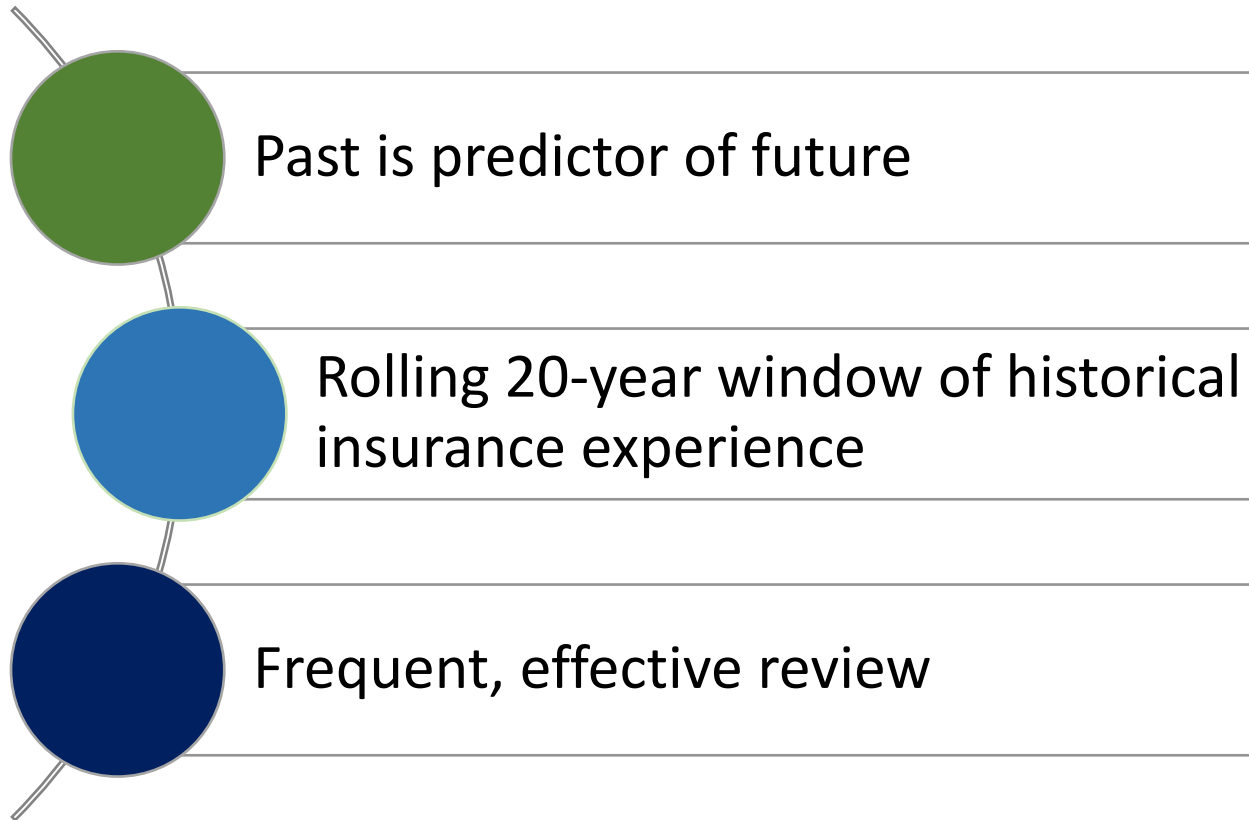 Past is predictor of future
Rolling 20-year window of historical
insurance experience
Frequent, effective review